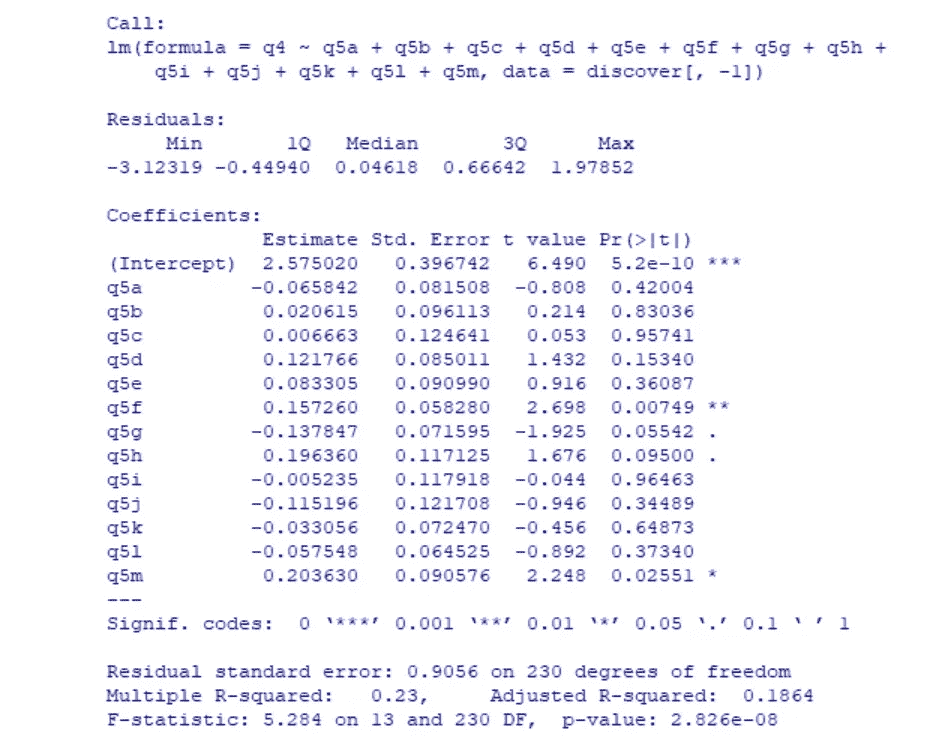 Call:
lm(formula = q4 ~ q5a + q5b + q5c + q5d + q5e + q5f + q5g + q5h +
    q5i + q5j + q5k + q5l + q5m, data = discover[, -1])

Residuals:
     Min       1Q   Median       3Q      Max
-3.12319 -0.44940  0.04618  0.66642  1.97852

Coefficients:
             Estimate Std. Error t value Pr(>|t|)
(Intercept)  2.575020   0.396742   6.490  5.2e-10 ***
q5a         -0.065842   0.081508  -0.808  0.42004
q5b          0.020615   0.096113   0.214  0.83036
q5c          0.006663   0.124641   0.053  0.95741
q5d          0.121766   0.085011   1.432  0.15340
q5e          0.083305   0.090990   0.916  0.36087
q5f          0.157260   0.058280   2.698  0.00749 **
q5g         -0.137847   0.071595  -1.925  0.05542 .
q5h          0.196360   0.117125   1.676  0.09500 .
q5i         -0.005235   0.117918  -0.044  0.96463
q5j         -0.115196   0.121708  -0.946  0.34489
q5k         -0.033056   0.072470  -0.456  0.64873
q5l         -0.057548   0.064525  -0.892  0.37340
q5m          0.203630   0.090576   2.248  0.02551 *
---
Signif. codes:  0 ‘***’ 0.001 ‘**’ 0.01 ‘*’ 0.05 ‘.’ 0.1 ‘ ’ 1

Residual standard error: 0.9056 on 230 degrees of freedom
Multiple R-squared:   0.23,     Adjusted R-squared:  0.1864
F-statistic: 5.284 on 13 and 230 DF,  p-value: 2.826e-08